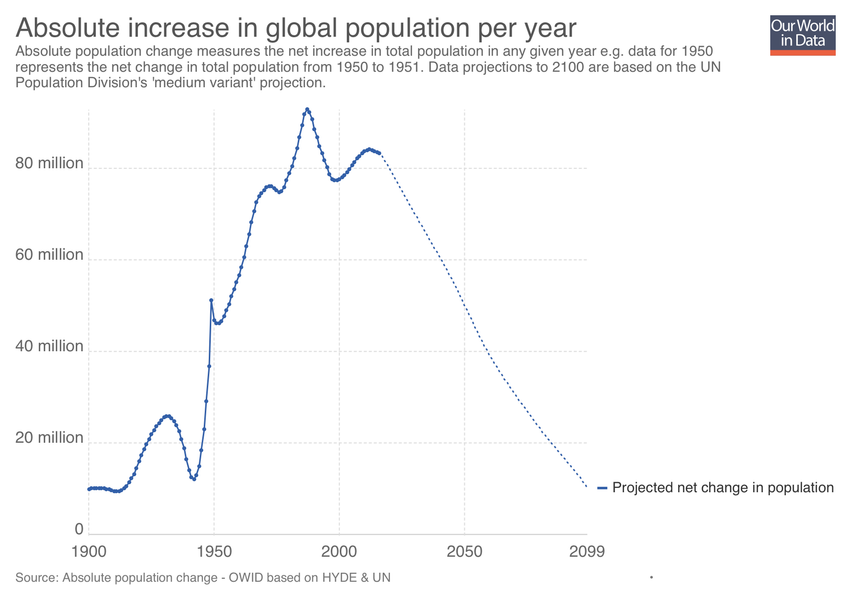 Absolute increase in global population per year
Our World
in Data
Absolute population change measures the net increase in total population in any given year e.g. data for 1950
represents the net change in total population from 1950 to 1951. Data projections to 2100 are based on the UN
Population Division's 'medium variant' projection.
80 million
60 million
40 million
20 million
0
Projected net change in population
1900
1950
2000
2050
2099
Source: Absolute population change - OWID based on HYDE & UN